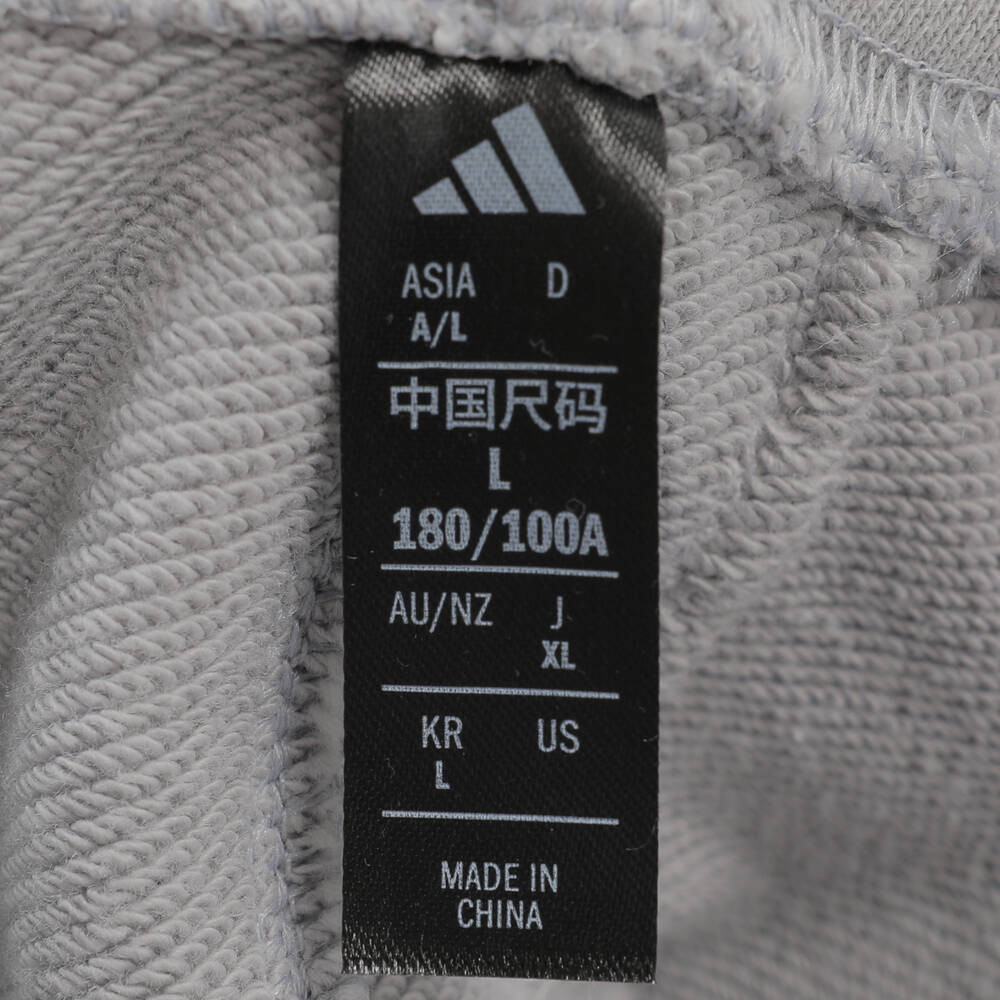 ASIA D
A/L
中国尺码
L
180/100A
AU/NZ J
XL
KR US
L
MADE IN
CHINA